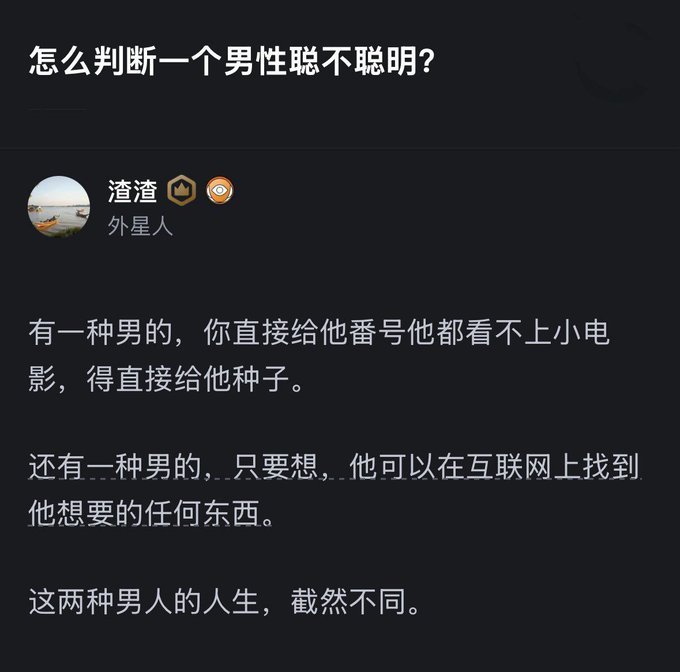 怎么判断一个男性聪不聪明?
渣渣
外星人
有一种男的，你直接给他番号他都看不上小电
影，得直接给他种子。
还有一种男的，只要想，他可以在互联网上找到
他想要的任何东西。
这两种男人的人生，截然不同。